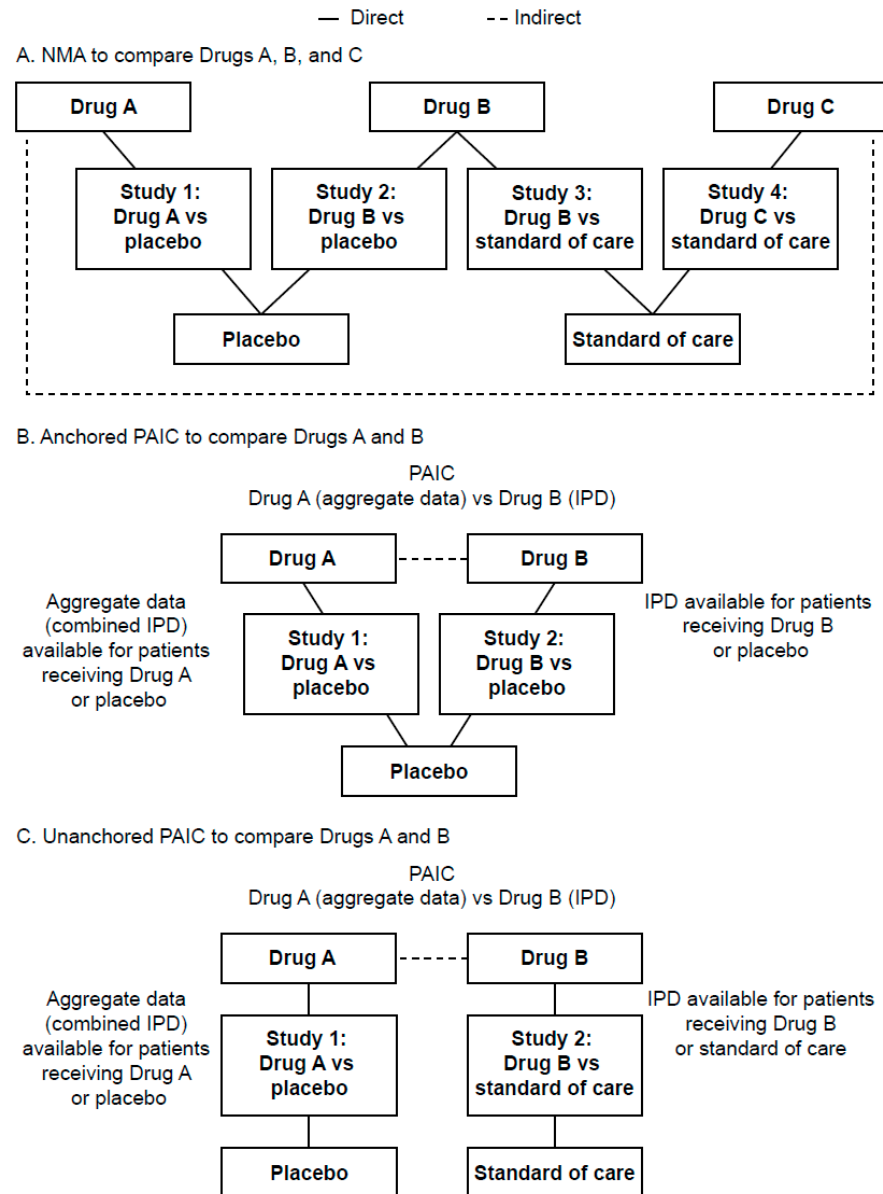 Direct
Indirect
A. NMA to compare Drugs A, B, and C
Drug A
Drug B
Drug C
Study 1:
Drug A vs
placebo
Study 2:
Drug B vs
placebo
Study 3:
Drug B vs
standard of care
Study 4:
Drug C vs
standard of care
Placebo
Standard of care
B. Anchored PAIC to compare Drugs A and B
PAIC
Drug A (aggregate data) vs Drug B (IPD)
Drug A
Drug B
Aggregate data
(combined IPD)
available for patients
receiving Drug A
or placebo
Study 1:
Drug A vs
placebo
Study 2:
Drug B vs
placebo
IPD available for patients
receiving Drug B
or placebo
Placebo
C. Unanchored PAIC to compare Drugs A and B
PAIC
Drug A (aggregate data) vs Drug B (IPD)
Drug A
Drug B
Aggregate data
(combined IPD)
available for patients
receiving Drug A
or placebo
Study 1:
Drug A vs
placebo
Study 2:
Drug B vs
standard of care
IPD available for patients
receiving Drug B
or standard of care
Placebo
Standard of care